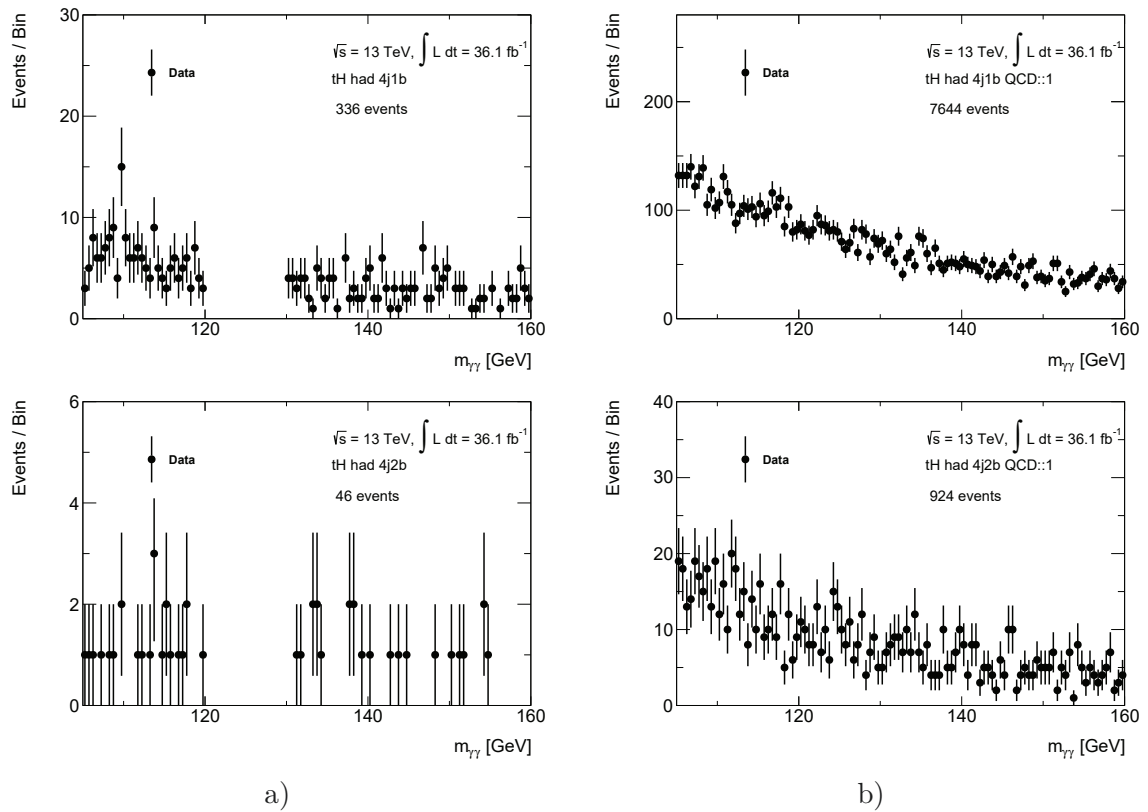 Events / Bin
30
20
10
0
√s = 13 TeV, ∫ L dt = 36.1 fb⁻¹
Data
tH had 4j1b
336 events
120 140 160
mγγ [GeV]
Events / Bin
200
100
0
√s = 13 TeV, ∫ L dt = 36.1 fb⁻¹
Data
tH had 4j1b QCD::1
7644 events
120 140 160
mγγ [GeV]
Events / Bin
6
4
2
0
√s = 13 TeV, ∫ L dt = 36.1 fb⁻¹
Data
tH had 4j2b
46 events
120 140 160
mγγ [GeV]
Events / Bin
40
30
20
10
0
√s = 13 TeV, ∫ L dt = 36.1 fb⁻¹
Data
tH had 4j2b QCD::1
924 events
120 140 160
mγγ [GeV]
a)
b)